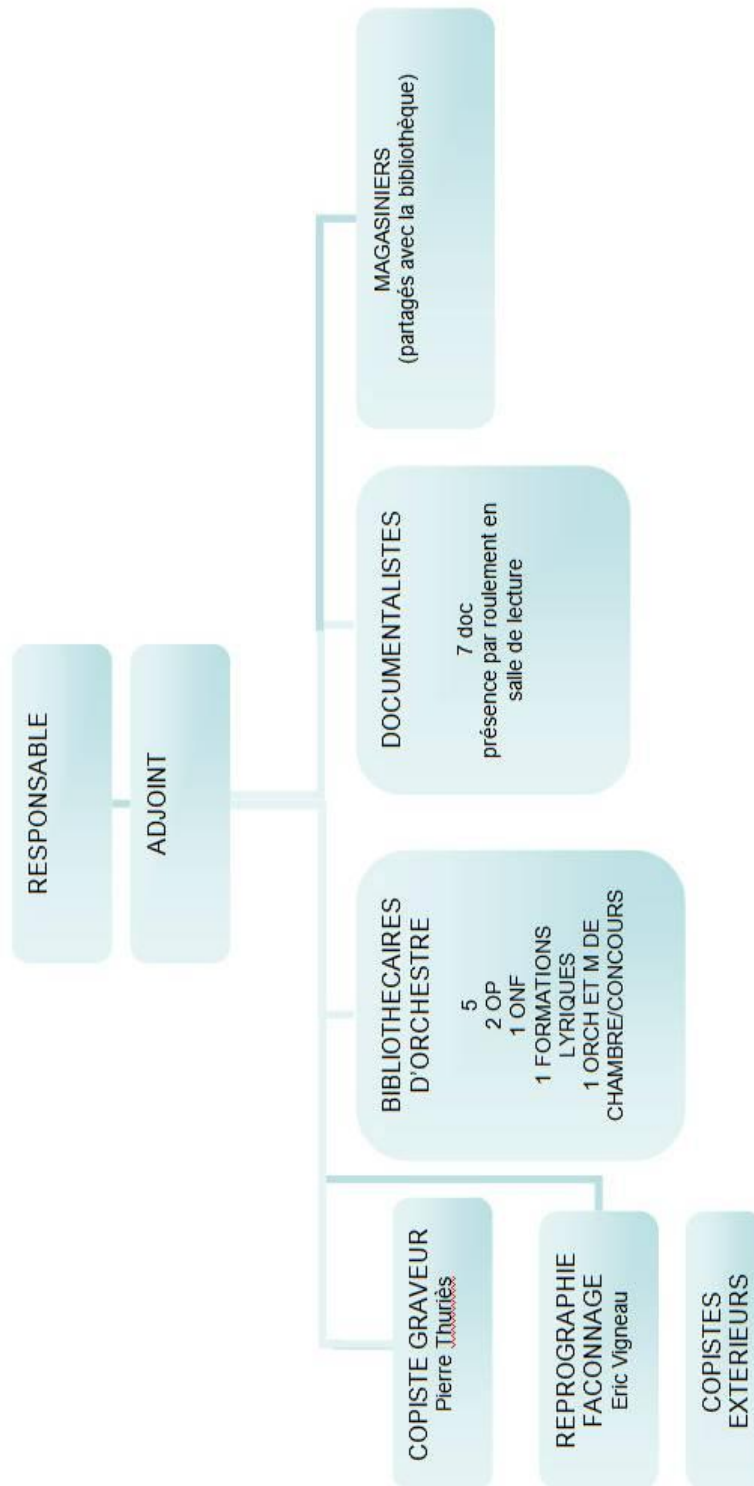 RESPONSABLE
ADJOINT
COPISTE GRAVEUR
Pierre Thuriès
REPROGRAPHIE
FACONNAGE
Eric Vigneau
COPISTES
EXTERIEURS
BIBLIOTHECAIRES
D'ORCHESTRE
5
2 OP
1 ONF
1 FORMATIONS
LYRIQUES
1 ORCH ET M DE
CHAMBRE/CONCOURS
DOCUMENTALISTES
7 doc
présence par roulement en
salle de lecture
MAGASINIERS
(partagés avec la bibliothèque)